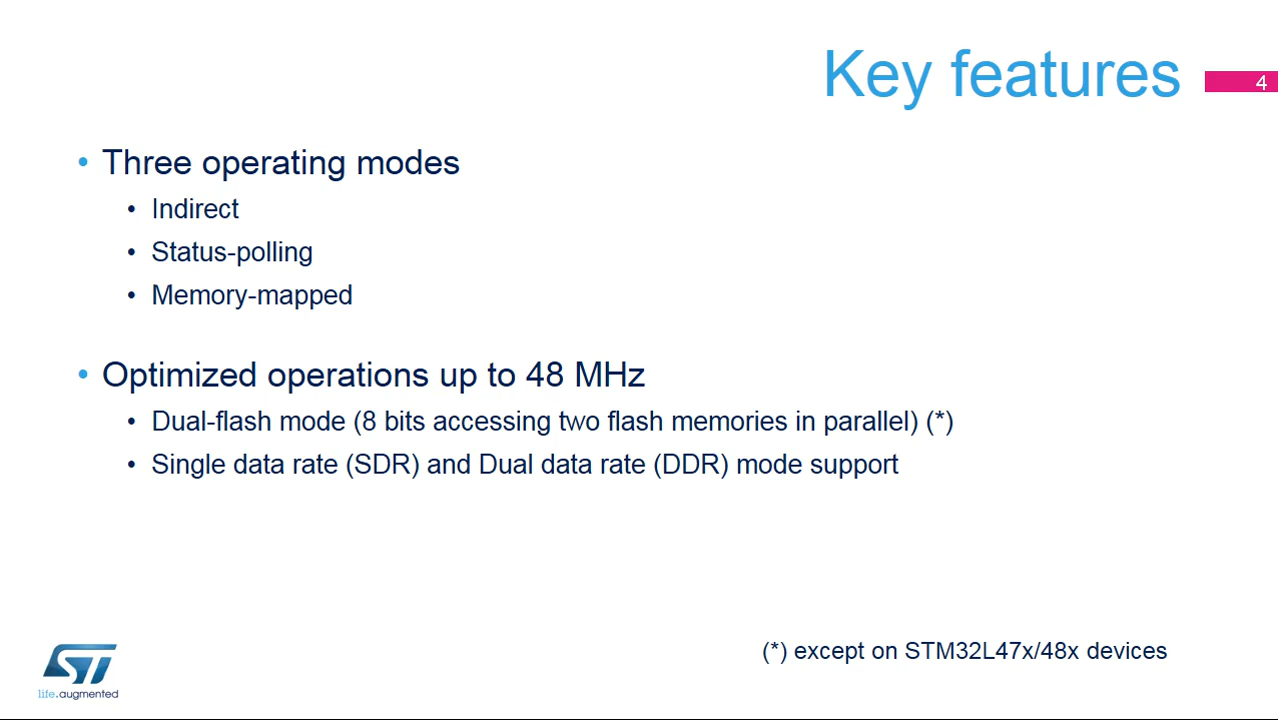 Key features
4
• Three operating modes
• Indirect
• Status-polling
• Memory-mapped
• Optimized operations up to 48 MHz
• Dual-flash mode (8 bits accessing two flash memories in parallel) (*)
• Single data rate (SDR) and Dual data rate (DDR) mode support
(*) except on STM32L47x/48x devices
ST
life.augmented